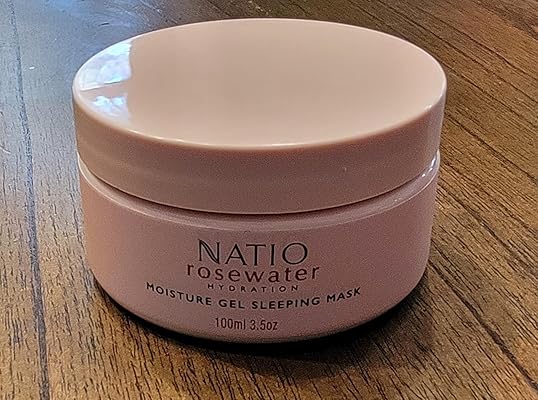 NATIO
rosewater
HYDRATION
MOISTURE GEL SLEEPING MASK
100ml 3.5oz